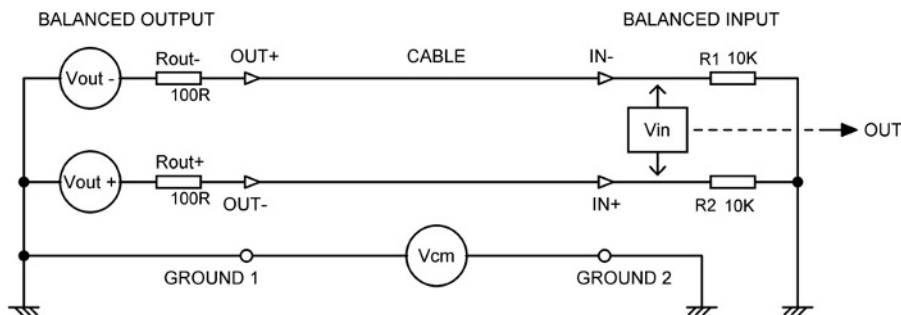 BALANCED OUTPUT
BALANCED INPUT
Rout-
OUT+
CABLE
IN-
R1 10K
Vout -
100R
Vin
OUT
Rout+
Vout +
100R
OUT-
IN+
R2 10K
Vcm
GROUND 1
GROUND 2